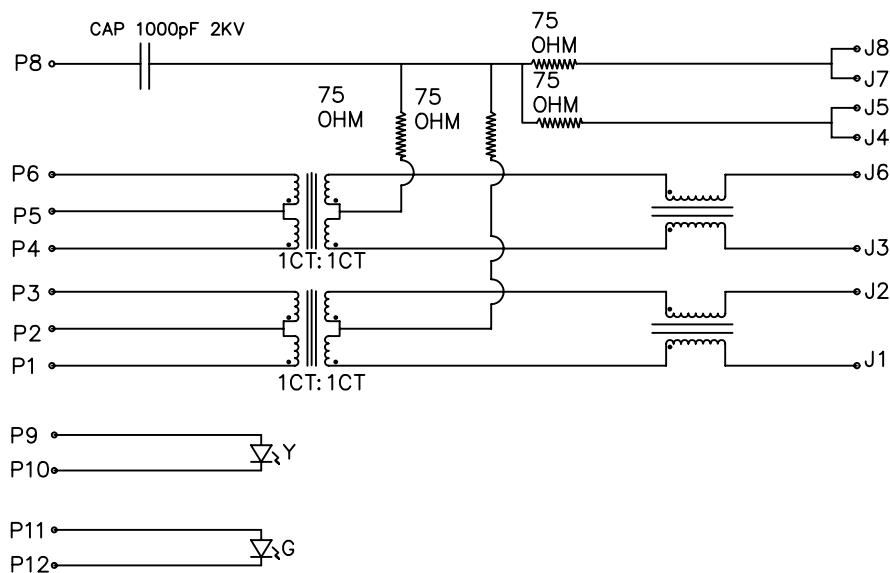 CAP 1000pF 2KV
75
OHM
P8
J8
J7
75
OHM
75
OHM
75
OHM
J5
J4
P6
J6
P5
P4
J3
1CT:1CT
P3
J2
P2
P1
J1
1CT:1CT
P9
Y
P10
P11
G
P12